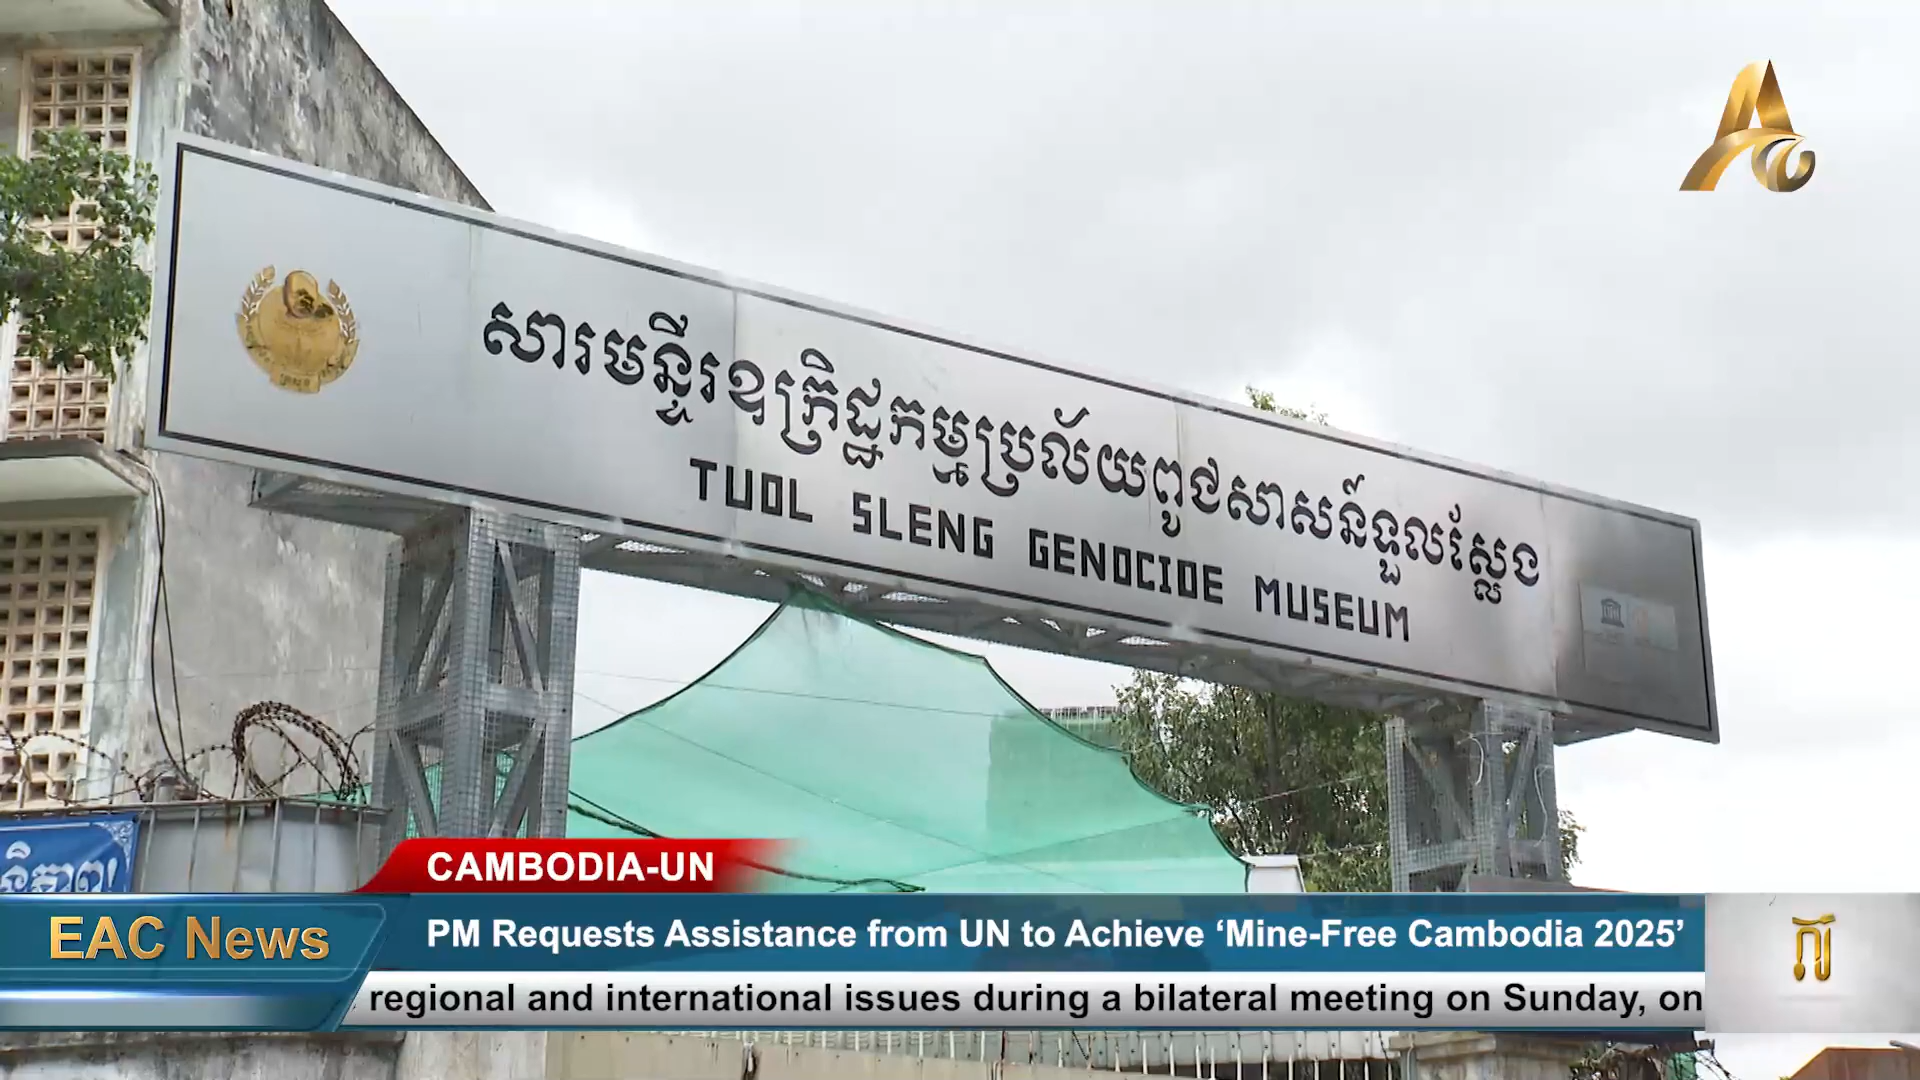 សារមន្ទីរឧក្រិដ្ឋកម្មប្រល័យពូជសាសន៍ទួលស្លែង
TUOL SLENG GENOCIDE MUSEUM
CAMBODIA-UN
EAC News
PM Requests Assistance from UN to Achieve ‘Mine-Free Cambodia 2025’
regional and international issues during a bilateral meeting on Sunday, on